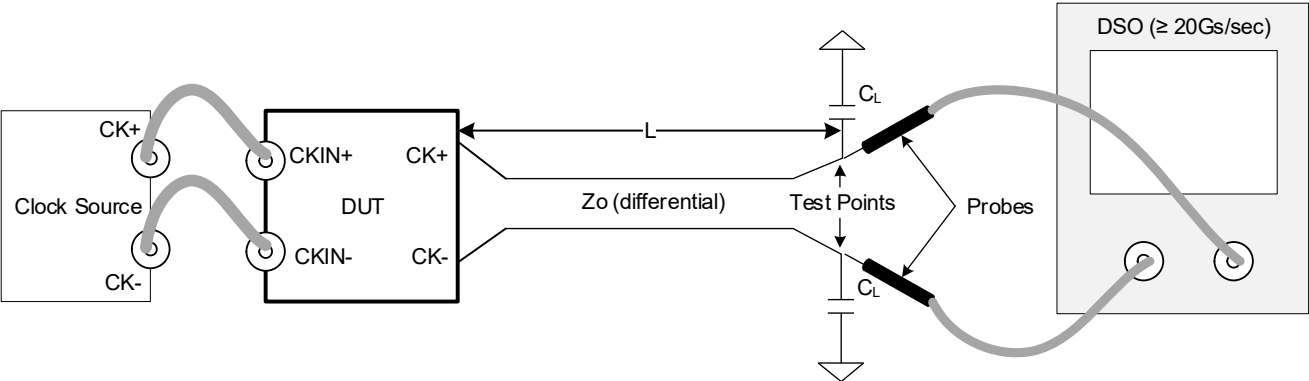 DSO (≥ 20Gs/sec)
CL
CK+
L
CKIN+
CK+
Clock Source
DUT
Zo (differential)
Test Points
Probes
CKIN-
CK-
CK-
CL